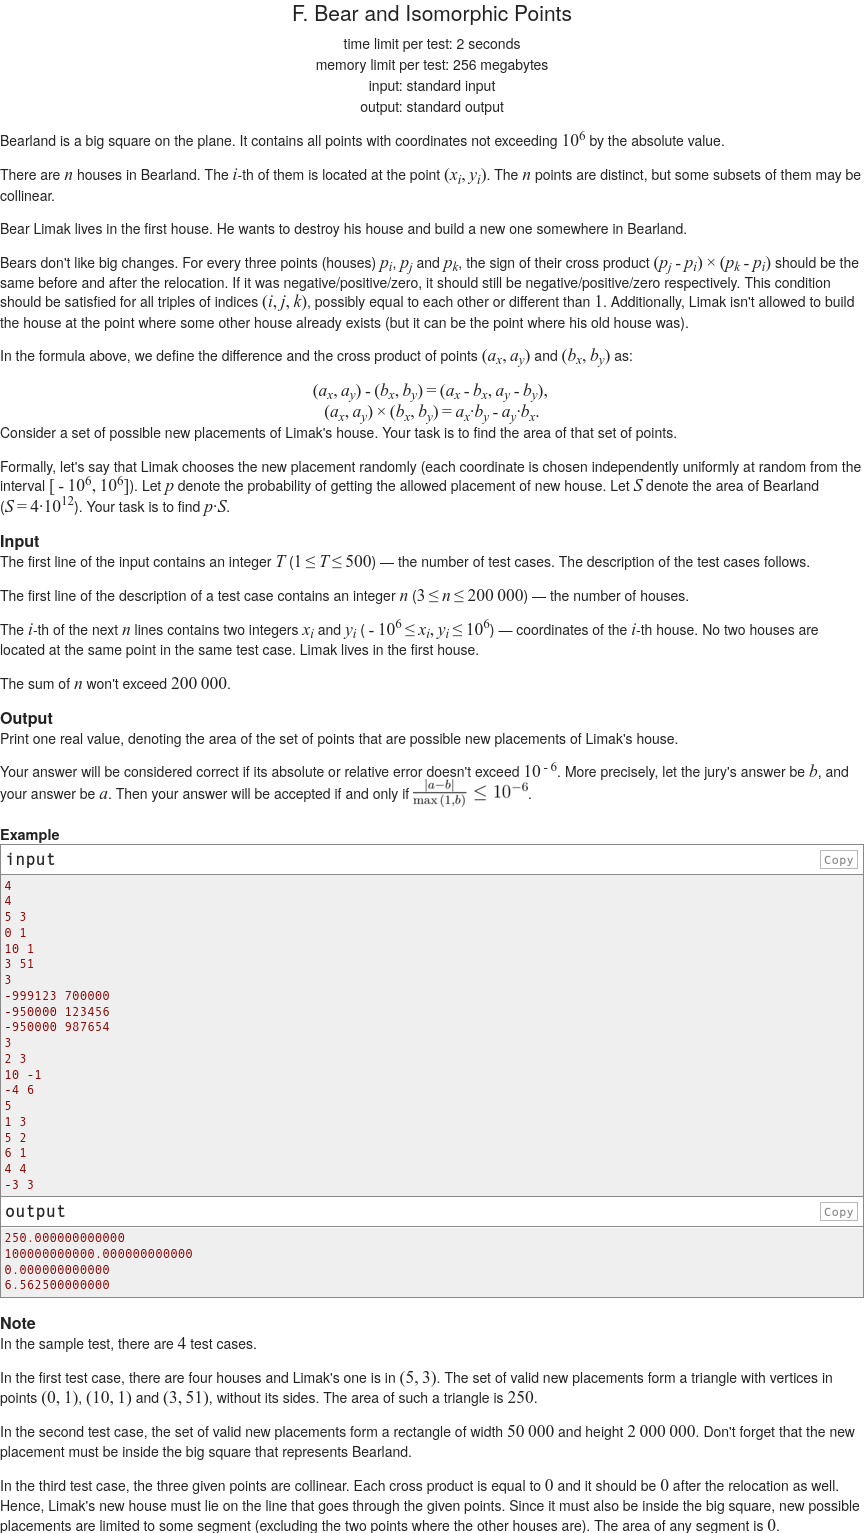 F. Bear and Isomorphic Points
time limit per test: 2 seconds
memory limit per test: 256 megabytes
input: standard input
output: standard output
Bearland is a big square on the plane. It contains all points with coordinates not exceeding 10^6 by the absolute value.
There are n houses in Bearland. The i-th of them is located at the point (x_i, y_i). The n points are distinct, but some subsets of them may be
collinear.
Bear Limak lives in the first house. He wants to destroy his house and build a new one somewhere in Bearland.
Bears don't like big changes. For every three points (houses) p_i, p_j and p_k, the sign of their cross product (p_j - p_i) × (p_k - p_i) should be the
same before and after the relocation. If it was negative/positive/zero, it should still be negative/positive/zero respectively. This condition
should be satisfied for all triples of indices (i, j, k), possibly equal to each other or different than 1. Additionally, Limak isn't allowed to build
the house at the point where some other house already exists (but it can be the point where his old house was).
In the formula above, we define the difference and the cross product of points (a_x, a_y) and (b_x, b_y) as:
(a_x, a_y) - (b_x, b_y) = (a_x - b_x, a_y - b_y),
(a_x, a_y) × (b_x, b_y) = a_x·b_y - a_y·b_x.
Consider a set of possible new placements of Limak's house. Your task is to find the area of that set of points.
Formally, let's say that Limak chooses the new placement randomly (each coordinate is chosen independently uniformly at random from the
interval [ - 10^6, 10^6]). Let p denote the probability of getting the allowed placement of new house. Let S denote the area of Bearland
(S = 4·10^12). Your task is to find p·S.
Input
The first line of the input contains an integer T (1 ≤ T ≤ 500) — the number of test cases. The description of the test cases follows.
The first line of the description of a test case contains an integer n (3 ≤ n ≤ 200 000) — the number of houses.
The i-th of the next n lines contains two integers x_i and y_i ( - 10^6 ≤ x_i, y_i ≤ 10^6) — coordinates of the i-th house. No two houses are
located at the same point in the same test case. Limak lives in the first house.
The sum of n won't exceed 200 000.
Output
Print one real value, denoting the area of the set of points that are possible new placements of Limak's house.
Your answer will be considered correct if its absolute or relative error doesn't exceed 10^-6. More precisely, let the jury's answer be b, and
your answer be a. Then your answer will be accepted if and only if |a−b| / max (1,b) ≤ 10^−6.
Example
input
Copy
4
4
5 3
0 1
10 1
3 51
3
-999123 700000
-950000 123456
-950000 987654
3
2 3
10 -1
-4 6
5
1 3
5 2
6 1
4 4
-3 3
output
Copy
250.000000000000
100000000000.000000000000
0.000000000000
6.562500000000
Note
In the sample test, there are 4 test cases.
In the first test case, there are four houses and Limak's one is in (5, 3). The set of valid new placements form a triangle with vertices in
points (0, 1), (10, 1) and (3, 51), without its sides. The area of such a triangle is 250.
In the second test case, the set of valid new placements form a rectangle of width 50 000 and height 2 000 000. Don't forget that the new
placement must be inside the big square that represents Bearland.
In the third test case, the three given points are collinear. Each cross product is equal to 0 and it should be 0 after the relocation as well.
Hence, Limak's new house must lie on the line that goes through the given points. Since it must also be inside the big square, new possible
placements are limited to some segment (excluding the two points where the other houses are). The area of any segment is 0.